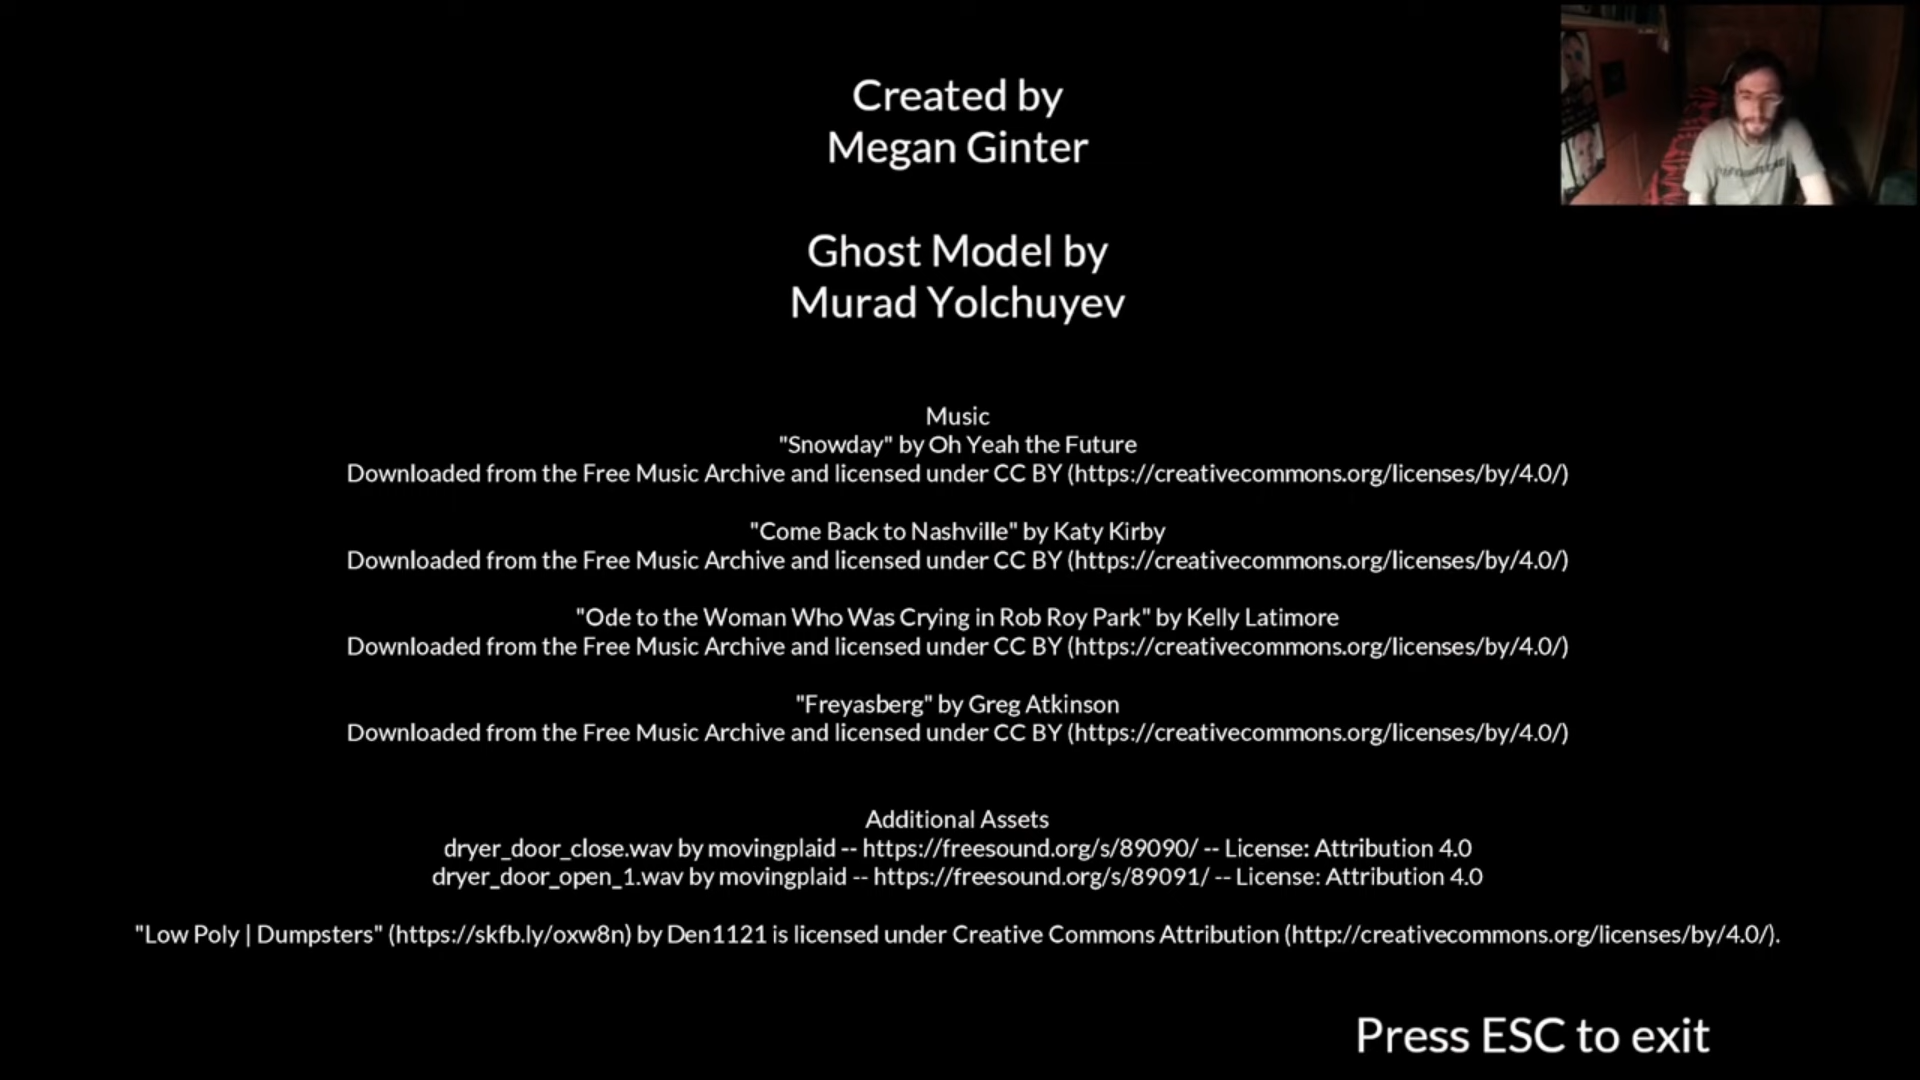 Created by
Megan Ginter
Ghost Model by
Murad Yolchuyev
Music
"Snowday" by Oh Yeah the Future
Downloaded from the Free Music Archive and licensed under CC BY (https://creativecommons.org/licenses/by/4.0/)
"Come Back to Nashville" by Katy Kirby
Downloaded from the Free Music Archive and licensed under CC BY (https://creativecommons.org/licenses/by/4.0/)
"Ode to the Woman Who Was Crying in Rob Roy Park" by Kelly Latimore
Downloaded from the Free Music Archive and licensed under CC BY (https://creativecommons.org/licenses/by/4.0/)
"Freyasberg" by Greg Atkinson
Downloaded from the Free Music Archive and licensed under CC BY (https://creativecommons.org/licenses/by/4.0/)
Additional Assets
dryer_door_close.wav by movingplaid -- https://freesound.org/s/89090/ -- License: Attribution 4.0
dryer_door_open_1.wav by movingplaid -- https://freesound.org/s/89091/ -- License: Attribution 4.0
"Low Poly | Dumpsters" (https://skfb.ly/oxw8n) by Den1121 is licensed under Creative Commons Attribution (http://creativecommons.org/licenses/by/4.0/).
Press ESC to exit